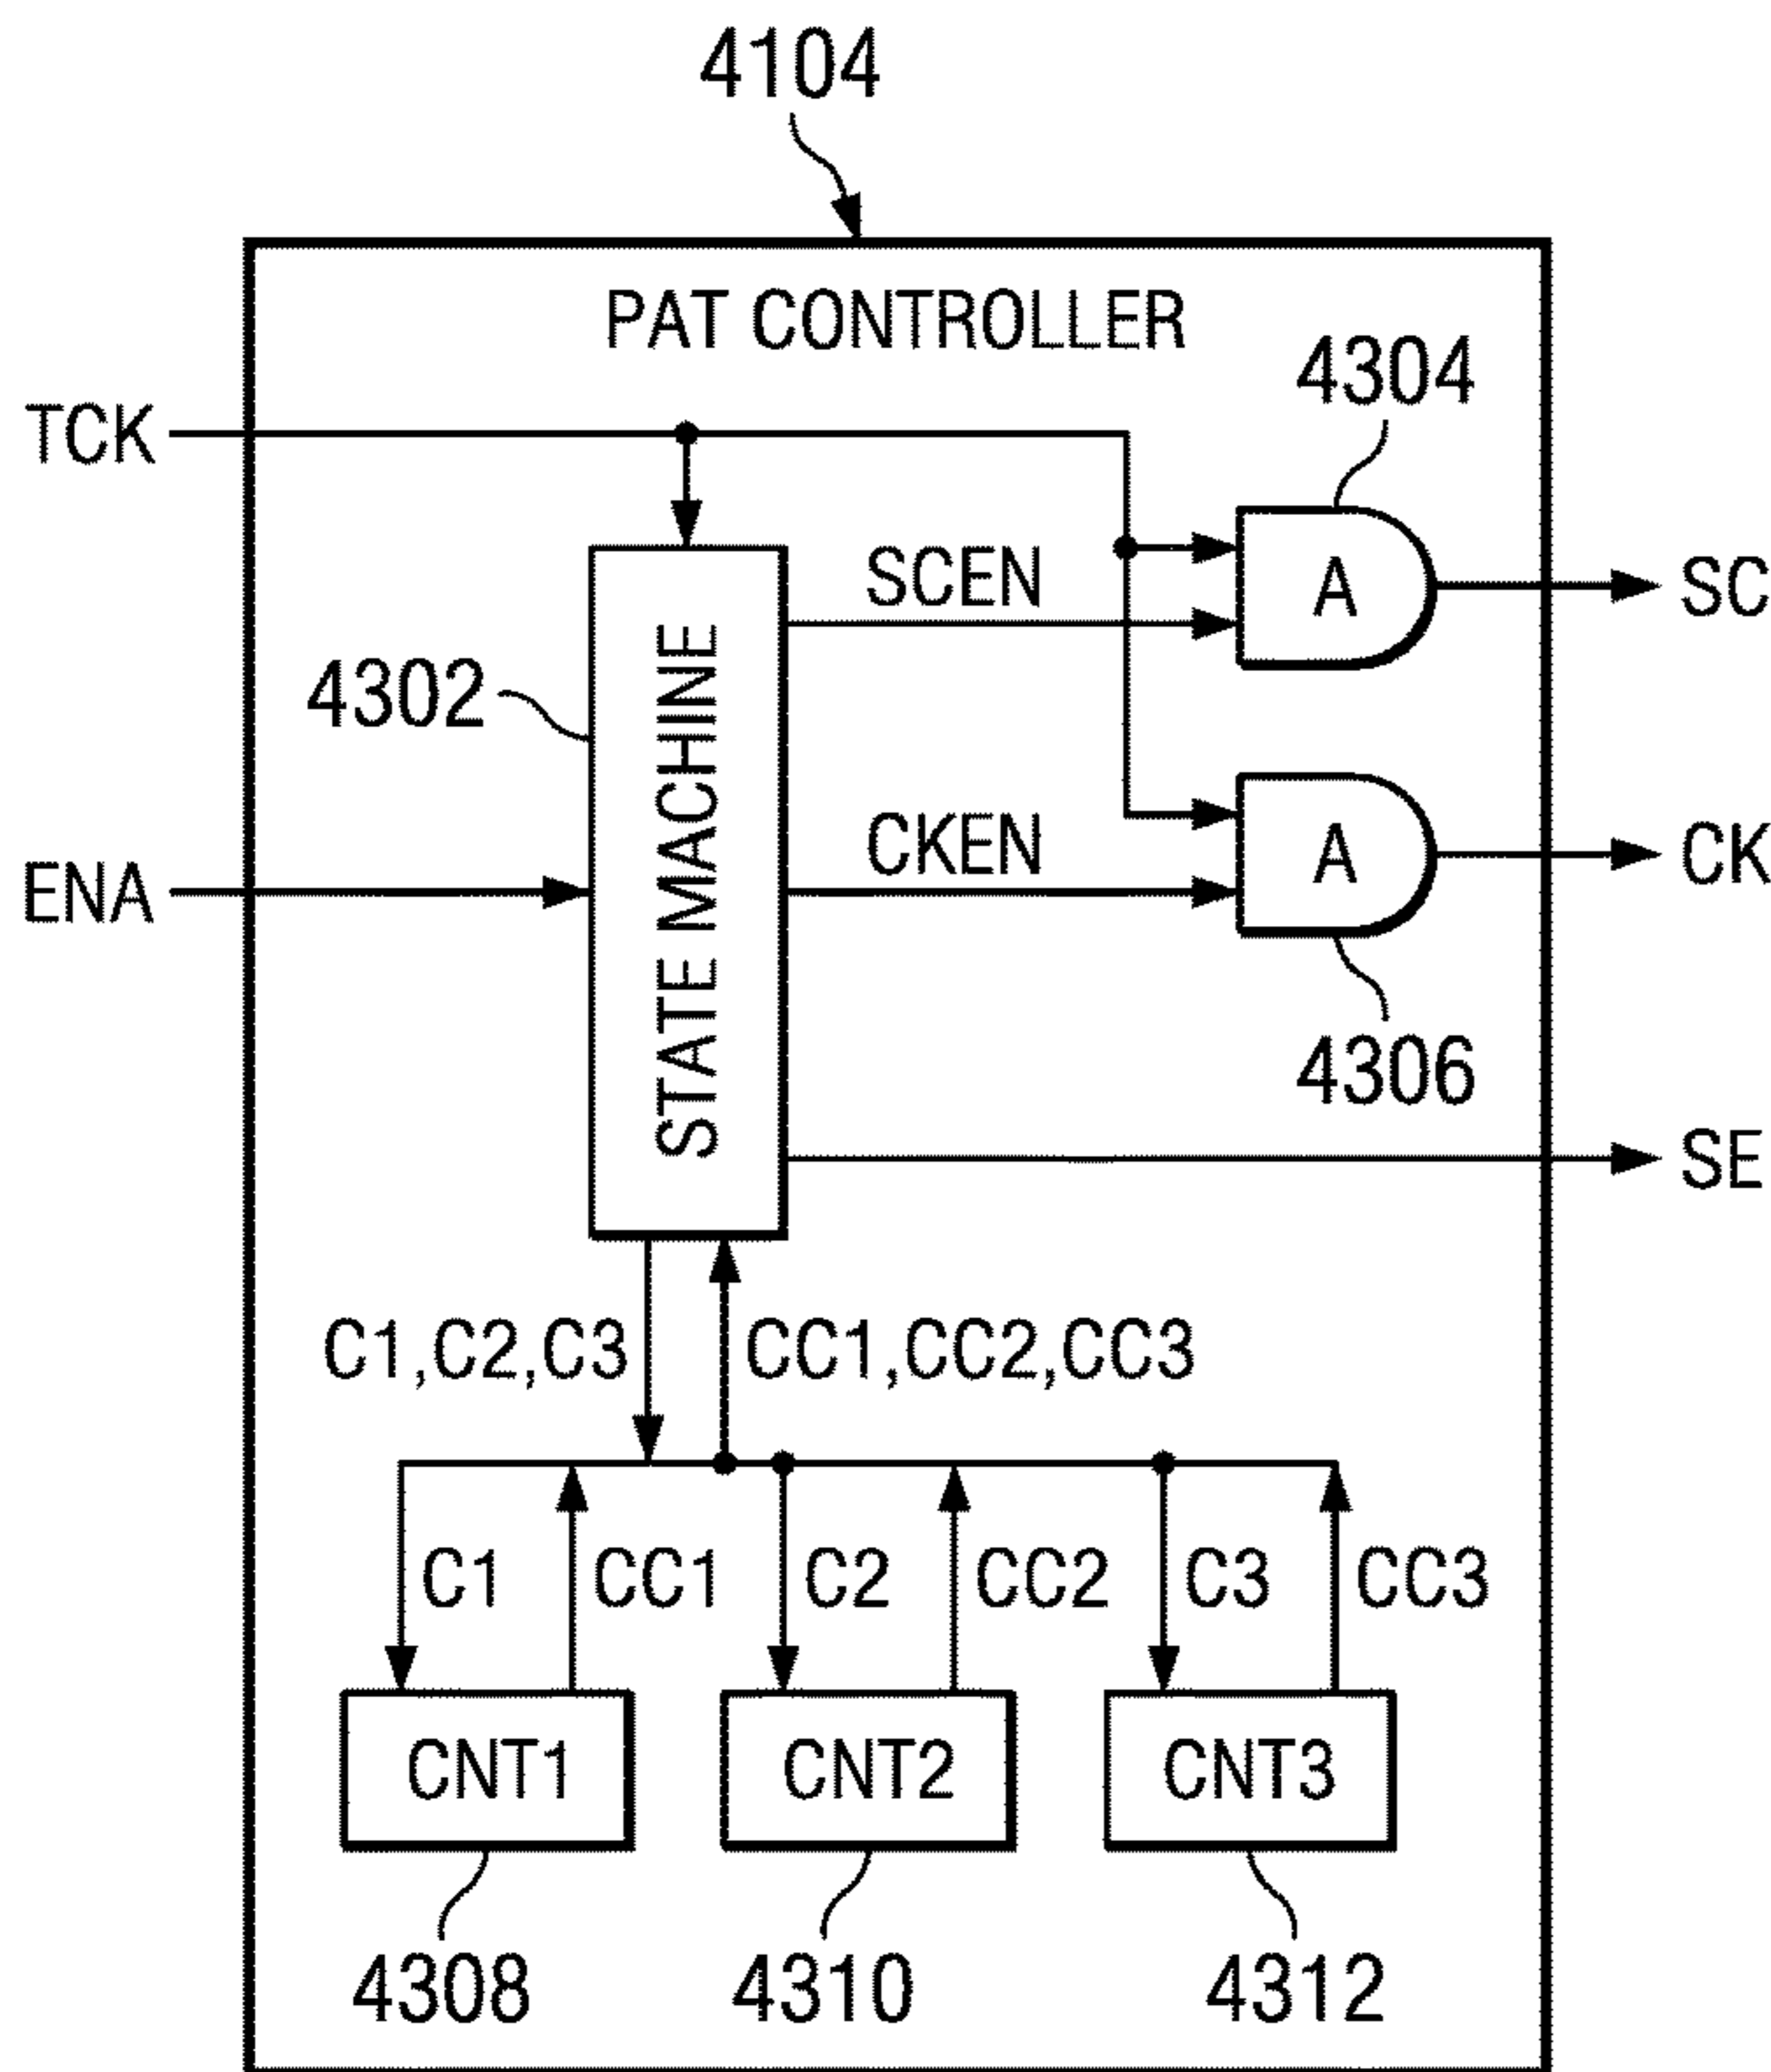 4104
PAT CONTROLLER
4304
TCK
SCEN
A
SC
4302
STATE MACHINE
CKEN
A
CK
ENA
4306
SE
C1,C2,C3
CC1,CC2,CC3
C1
CC1
C2
CC2
C3
CC3
CNT1
CNT2
CNT3
4308
4310
4312